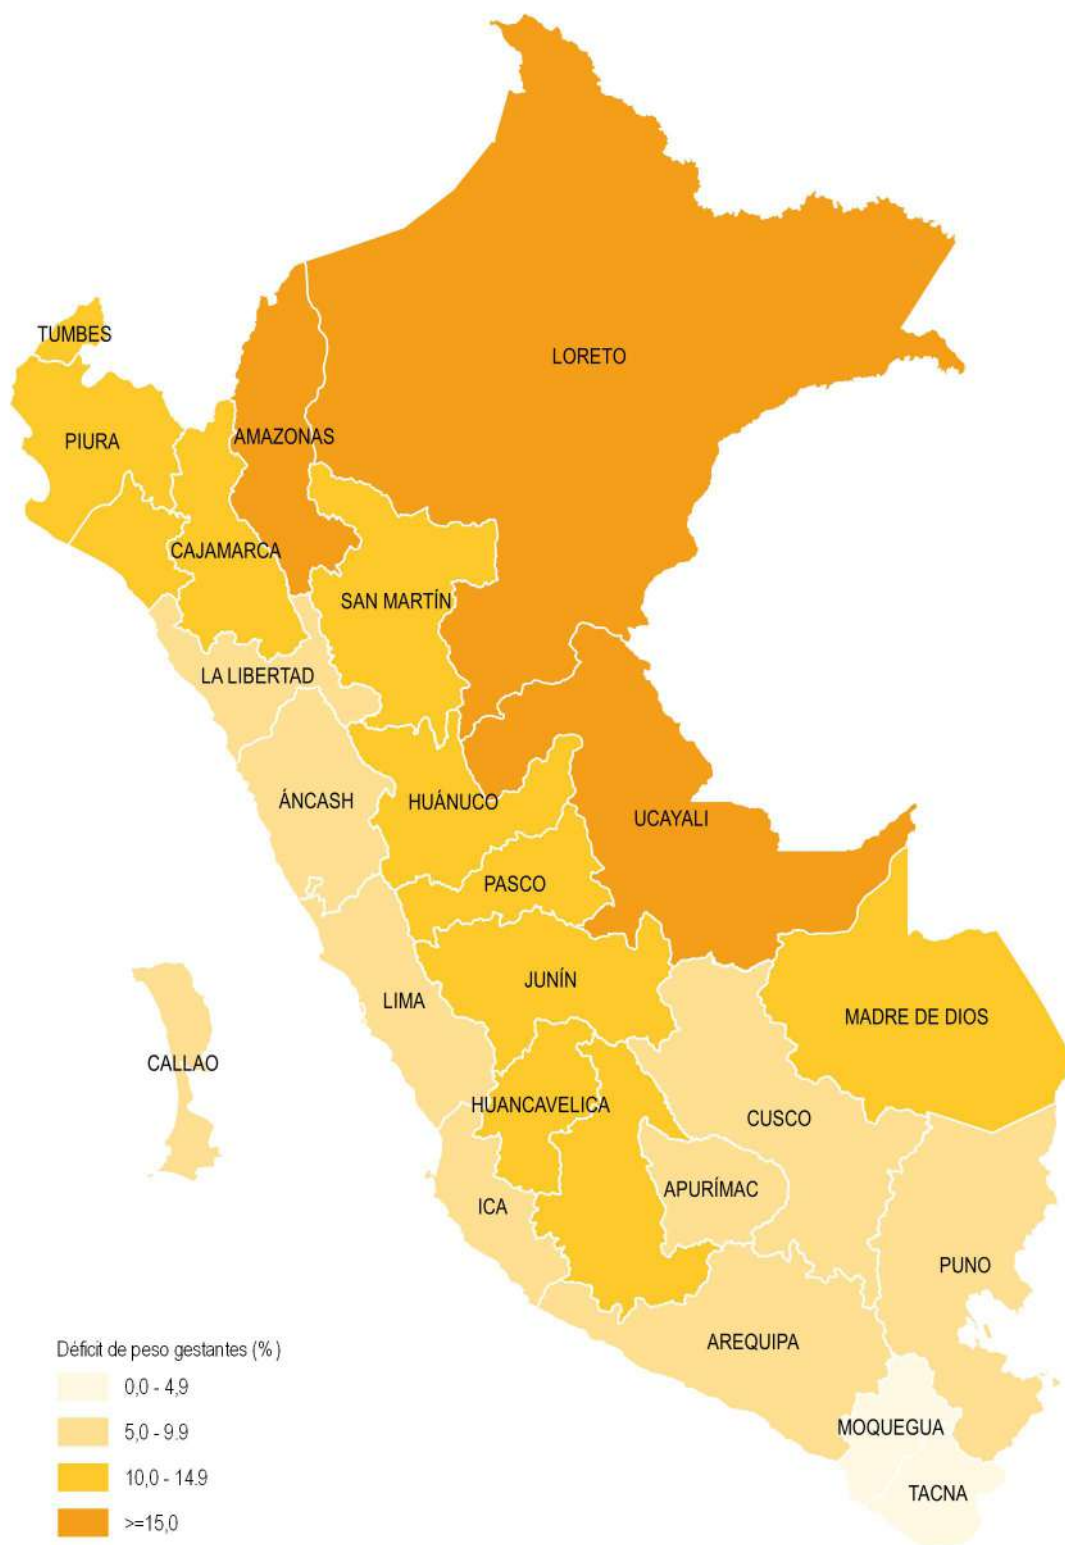 TUMBES
LORETO
PIURA
AMAZONAS
CAJAMARCA
SAN MARTÍN
LA LIBERTAD
ÁNCASH
HUÁNUCO
UCAYALI
PASCO
JUNÍN
LIMA
MADRE DE DIOS
CALLAO
HUANCAVELICA
CUSCO
APURÍMAC
ICA
PUNO
AREQUIPA
MOQUEGUA
TACNA
Déficit de peso gestantes (%)
0,0 - 4,9
5,0 - 9.9
10,0 - 14.9
>=15,0